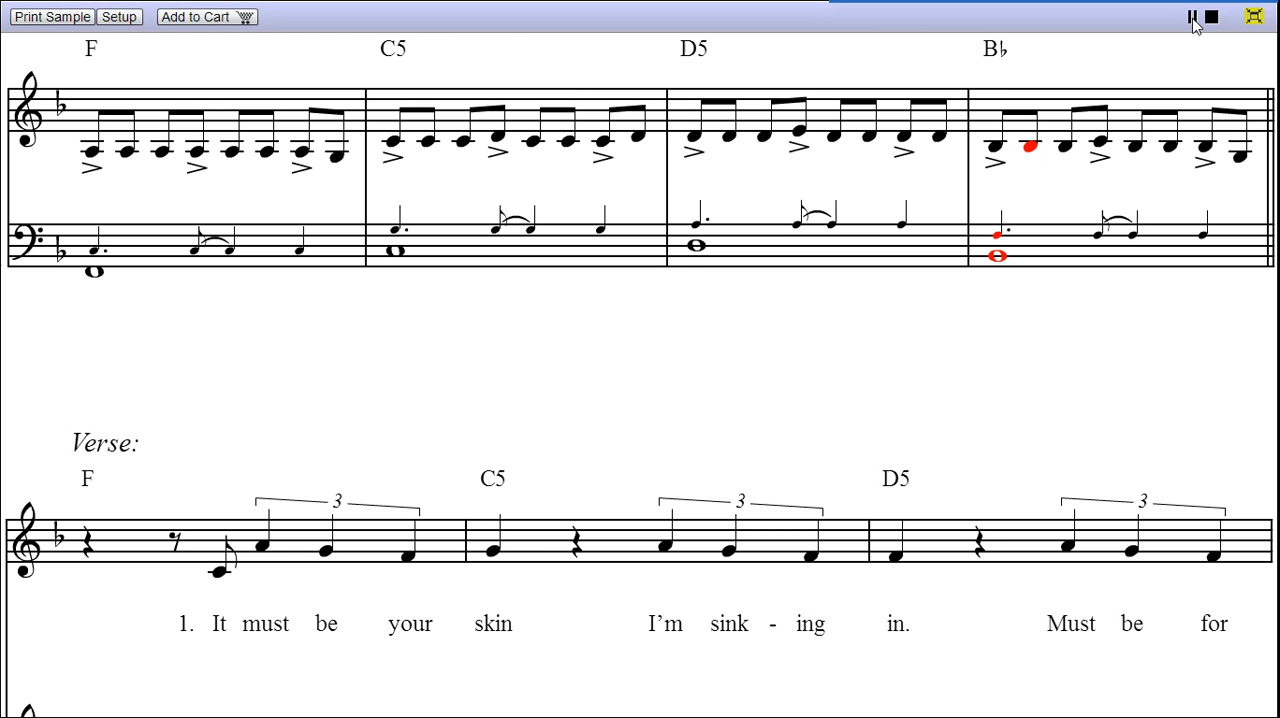 Print Sample Setup Add to Cart
F C5 D5 B♭
Verse:
F C5 D5
3 3 3
1. It must be your skin I’m sink - ing in. Must be for